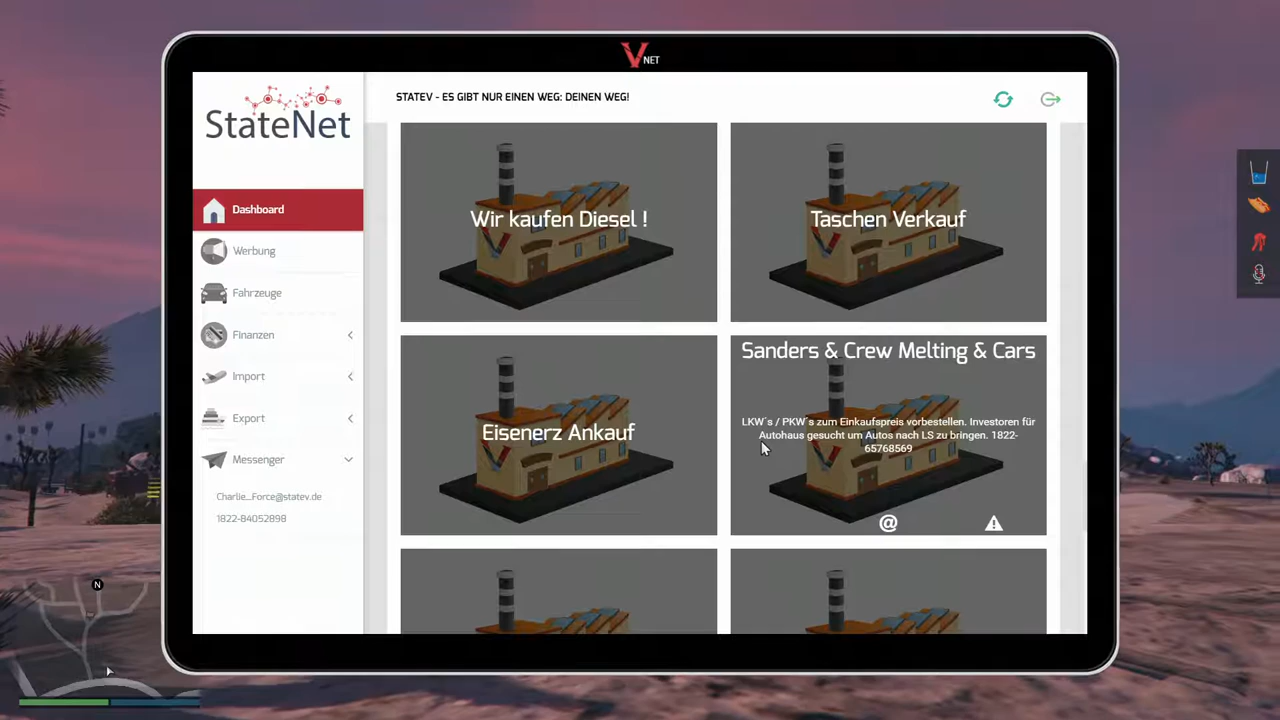 V NET
StateNet
STATEV - ES GIBT NUR EINEN WEG: DEINEN WEG!
Dashboard
Werbung
Fahrzeuge
Finanzen
Import
Export
Messenger
Charlie_Force@statev.de
1822-84052898
Wir kaufen Diesel !
Taschen Verkauf
Eisenerz Ankauf
Sanders & Crew Melting & Cars
LKW´s / PKW´s zum Einkaufspreis vorbestellen. Investoren für
Autohaus gesucht um Autos nach LS zu bringen. 1822-
65768569
@
N